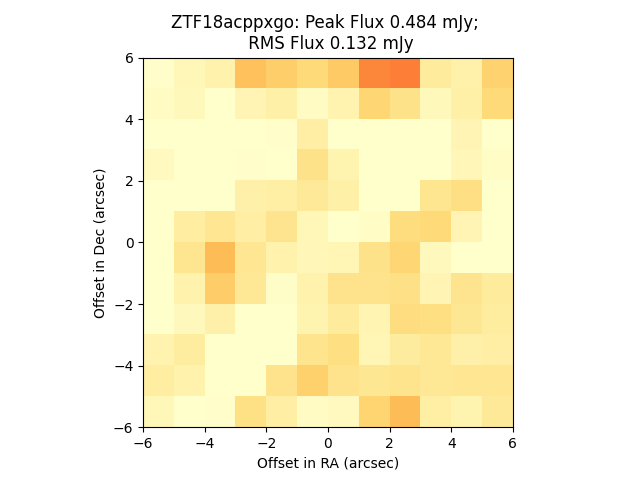 ZTF18acppxgo: Peak Flux 0.484 mJy;
RMS Flux 0.132 mJy
6
4
2
0
−2
−4
−6
Offset in Dec (arcsec)
−6 −4 −2 0 2 4 6
Offset in RA (arcsec)